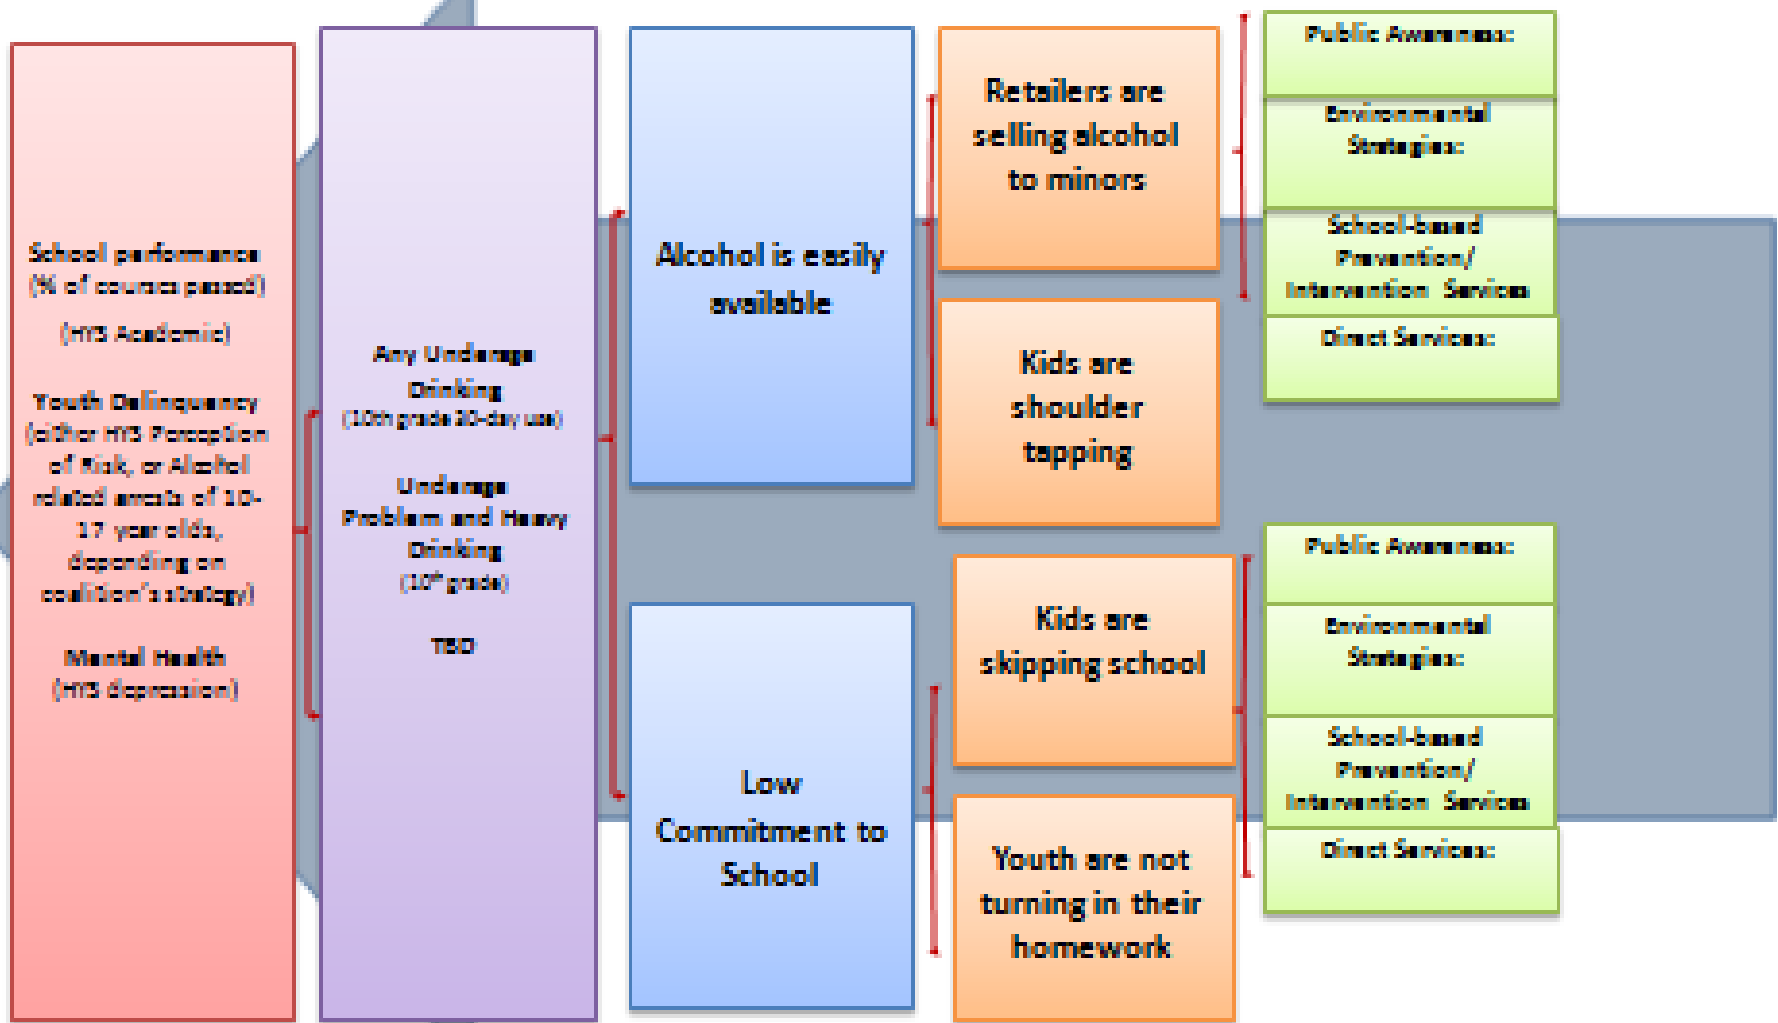 School performance
(% of courses passed)
(HYS Academic)
Youth Delinquency
(either HYS Perception
of Risk, or Alcohol
related arrests of 10-
17 year olds,
depending on
coalition's strategy)
Mental Health
(HYS depression)
Any Underage
Drinking
(10th grade 30-day use)
Underage
Problem and Heavy
Drinking
(10th grade)
TBD
Alcohol is easily
available
Low
Commitment to
School
Retailers are
selling alcohol
to minors
Kids are
shoulder
tapping
Kids are
skipping school
Youth are not
turning in their
homework
Public Awareness:
Environmental
Strategies:
School-based
Prevention/
Intervention Services
Direct Services:
Public Awareness:
Environmental
Strategies:
School-based
Prevention/
Intervention Services
Direct Services: